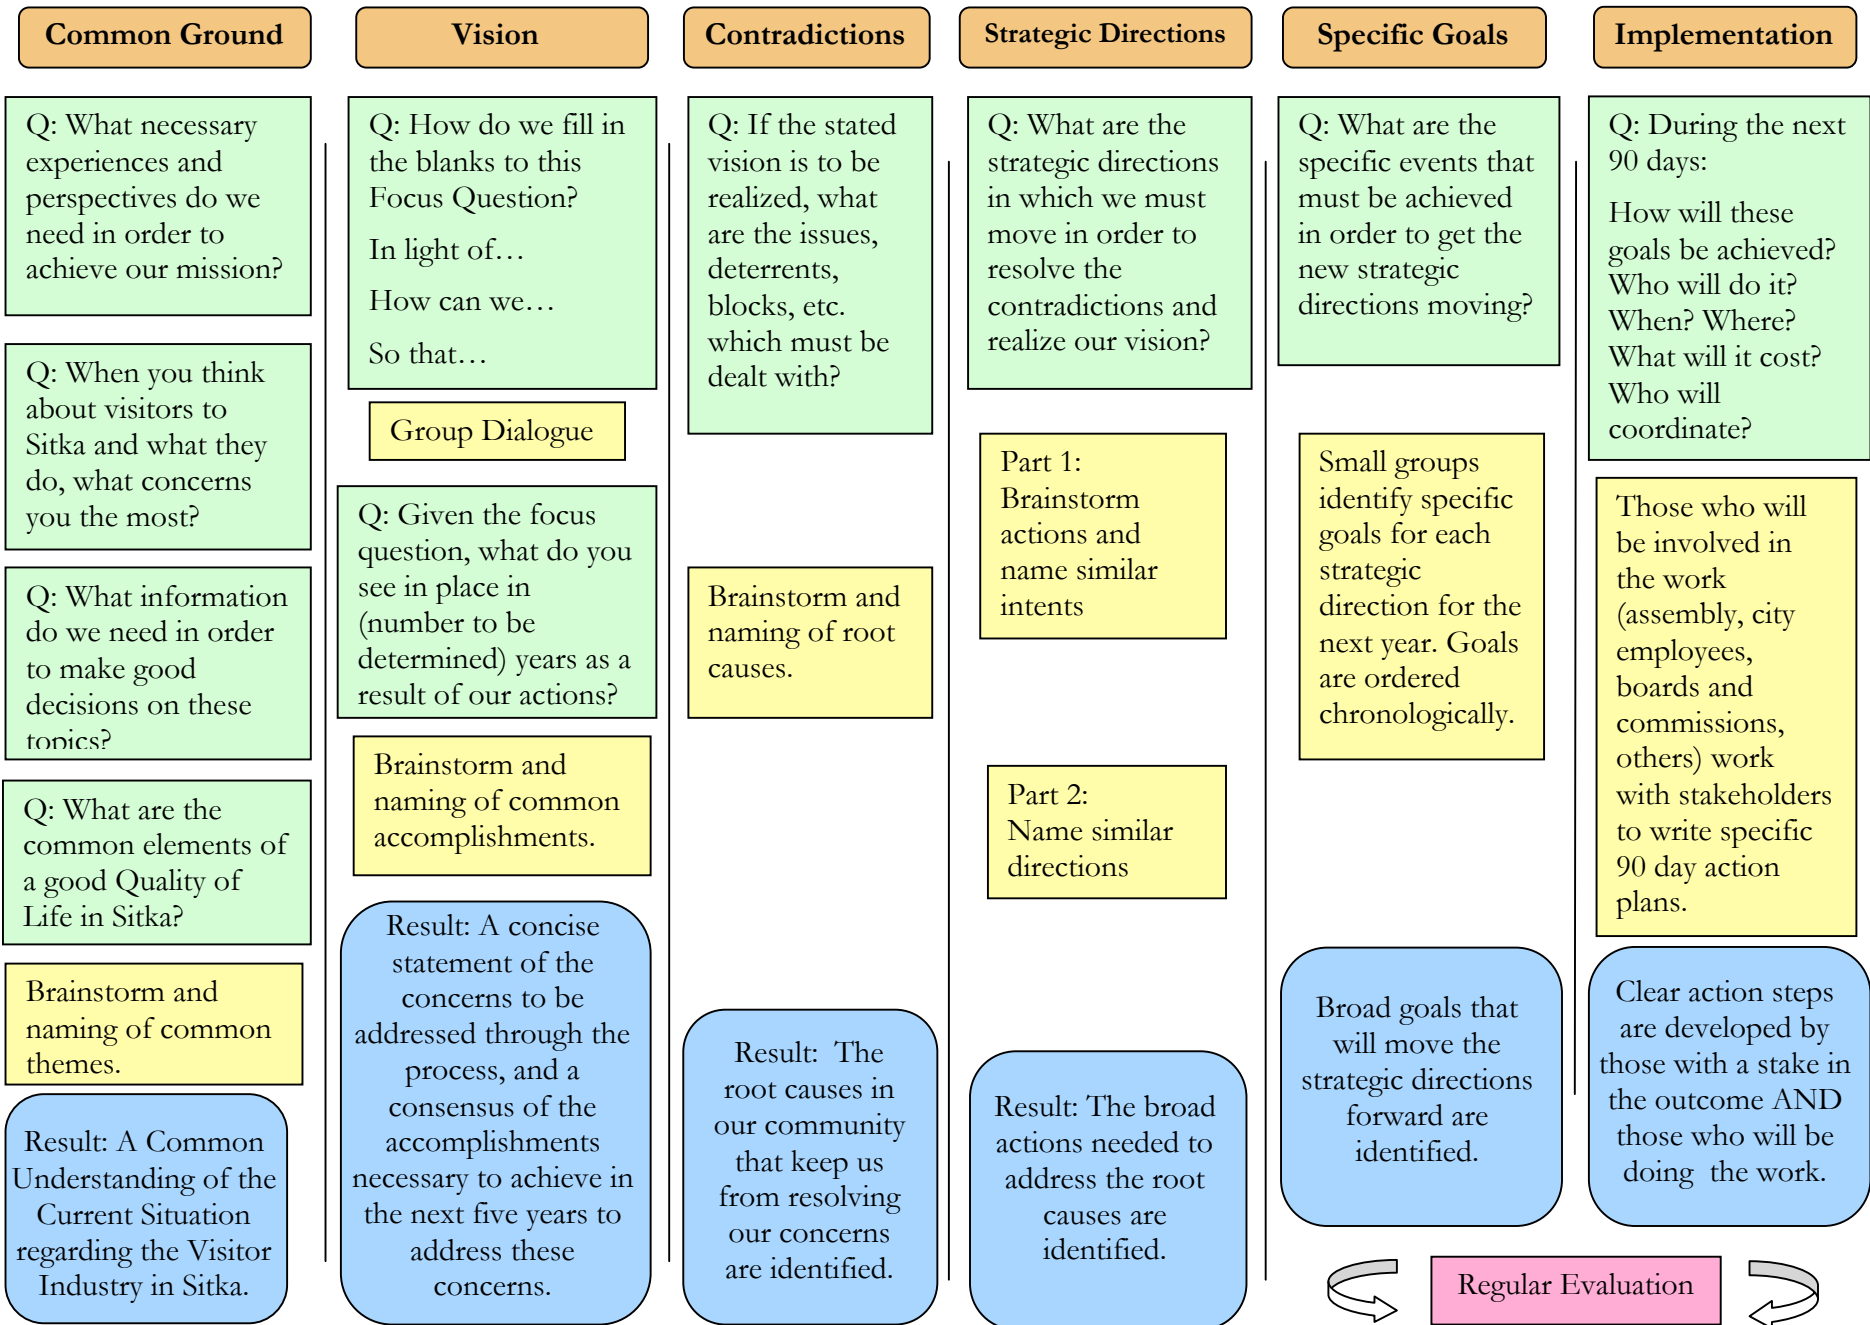 Common Ground
Q: What necessary
experiences and
perspectives do we
need in order to
achieve our mission?
Q: When you think
about visitors to
Sitka and what they
do, what concerns
you the most?
Q: What information
do we need in order
to make good
decisions on these
topics?
Q: What are the
common elements of
a good Quality of
Life in Sitka?
Brainstorm and
naming of common
themes.
Result: A Common
Understanding of the
Current Situation
regarding the Visitor
Industry in Sitka.
Vision
Q: How do we fill in
the blanks to this
Focus Question?
In light of…
How can we…
So that…
Group Dialogue
Q: Given the focus
question, what do you
see in place in
(number to be
determined) years as a
result of our actions?
Brainstorm and
naming of common
accomplishments.
Result: A concise
statement of the
concerns to be
addressed through the
process, and a
consensus of the
accomplishments
necessary to achieve in
the next five years to
address these
concerns.
Contradictions
Q: If the stated
vision is to be
realized, what
are the issues,
deterrents,
blocks, etc.
which must be
dealt with?
Brainstorm and
naming of root
causes.
Result: The
root causes in
our community
that keep us
from resolving
our concerns
are identified.
Strategic Directions
Q: What are the
strategic directions
in which we must
move in order to
resolve the
contradictions and
realize our vision?
Part 1:
Brainstorm
actions and
name similar
intents
Part 2:
Name similar
directions
Result: The broad
actions needed to
address the root
causes are
identified.
Specific Goals
Q: What are the
specific events that
must be achieved
in order to get the
new strategic
directions moving?
Small groups
identify specific
goals for each
strategic
direction for the
next year. Goals
are ordered
chronologically.
Broad goals that
will move the
strategic directions
forward are
identified.
Implementation
Q: During the next
90 days:
How will these
goals be achieved?
Who will do it?
When? Where?
What will it cost?
Who will
coordinate?
Those who will
be involved in
the work
(assembly, city
employees,
boards and
commissions,
others) work
with stakeholders
to write specific
90 day action
plans.
Clear action steps
are developed by
those with a stake in
the outcome AND
those who will be
doing the work.
Regular Evaluation